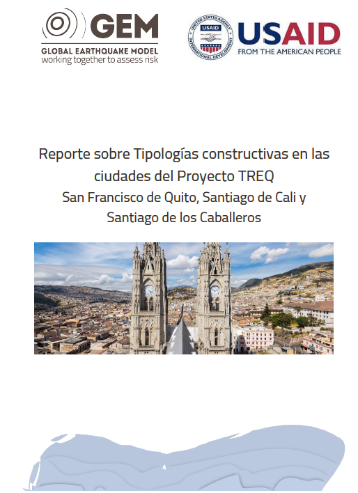 GEM
GLOBAL EARTHQUAKE MODEL
working together to assess risk
USAID
USAID
FROM THE AMERICAN PEOPLE
Reporte sobre Tipologías constructivas en las
ciudades del Proyecto TREQ
San Francisco de Quito, Santiago de Cali y
Santiago de los Caballeros